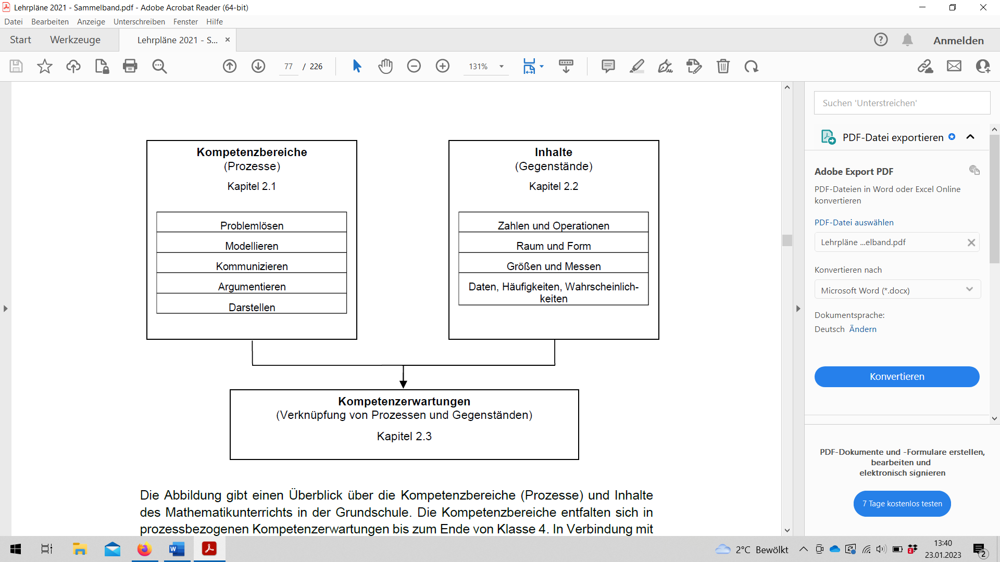 Lehrpläne 2021 - Sammelband.pdf - Adobe Acrobat Reader (64-bit)
Datei Bearbeiten Anzeige Unterschreiben Fenster Hilfe
Start Werkzeuge Lehrpläne 2021 - S... × Anmelden
77 / 226 131%
Kompetenzbereiche
(Prozesse)
Kapitel 2.1
Problemlösen
Modellieren
Kommunizieren
Argumentieren
Darstellen
Inhalte
(Gegenstände)
Kapitel 2.2
Zahlen und Operationen
Raum und Form
Größen und Messen
Daten, Häufigkeiten, Wahrscheinlich-
keiten
Kompetenzerwartungen
(Verknüpfung von Prozessen und Gegenständen)
Kapitel 2.3
Die Abbildung gibt einen Überblick über die Kompetenzbereiche (Prozesse) und Inhalte
des Mathematikunterrichts in der Grundschule. Die Kompetenzbereiche entfalten sich in
prozessbezogenen Kompetenzerwartungen bis zum Ende von Klasse 4. In Verbindung mit
Suchen 'Unterstreichen'
PDF-Datei exportieren
Adobe Export PDF
PDF-Dateien in Word oder Excel Online
konvertieren
PDF-Datei auswählen
Lehrpläne ...elband.pdf
Konvertieren nach
Microsoft Word (*.docx)
Dokumentsprache:
Deutsch Ändern
Konvertieren
PDF-Dokumente und -Formulare erstellen,
bearbeiten und
elektronisch signieren
7 Tage kostenlos testen
2°C Bewölkt
13:40
23.01.2023
2